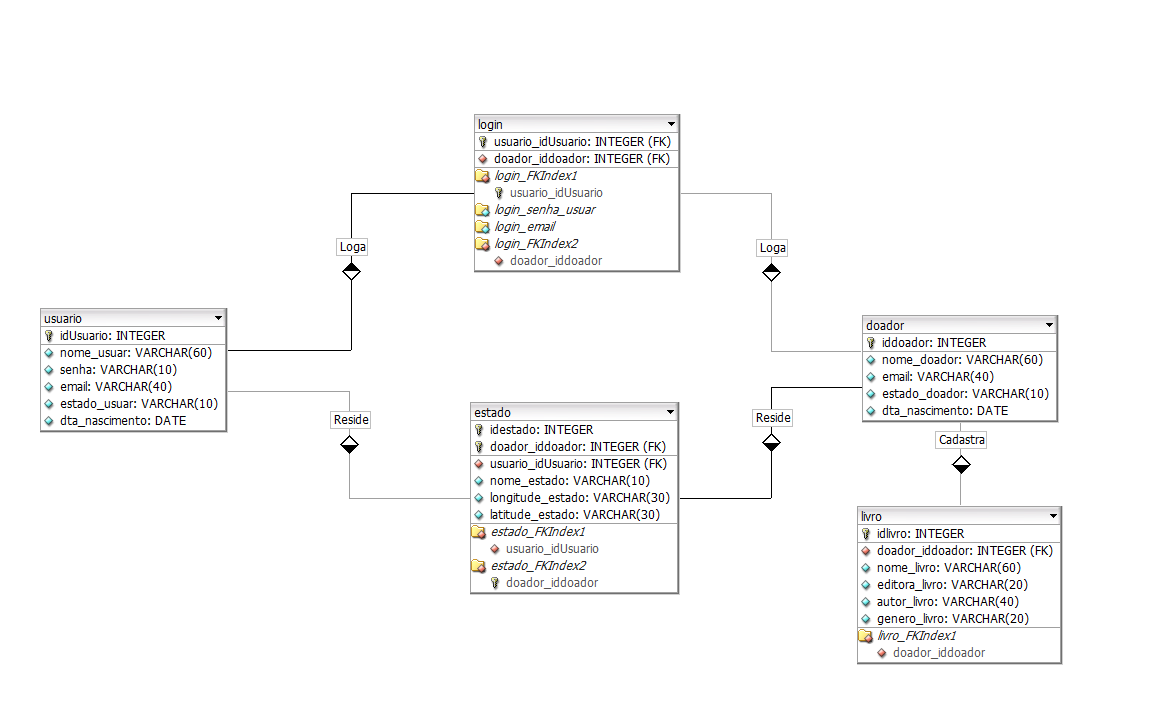 login
usuario_idUsuario: INTEGER (FK)
doador_iddoador: INTEGER (FK)
login_FKIndex1
usuario_idUsuario
login_senha_usuar
login_email
login_FKIndex2
doador_iddoador
Loga
Loga
usuario
idUsuario: INTEGER
nome_usuar: VARCHAR(60)
senha: VARCHAR(10)
email: VARCHAR(40)
estado_usuar: VARCHAR(10)
dta_nascimento: DATE
doador
iddoador: INTEGER
nome_doador: VARCHAR(60)
email: VARCHAR(40)
estado_doador: VARCHAR(10)
dta_nascimento: DATE
Reside
estado
idestado: INTEGER
doador_iddoador: INTEGER (FK)
usuario_idUsuario: INTEGER (FK)
nome_estado: VARCHAR(10)
longitude_estado: VARCHAR(30)
latitude_estado: VARCHAR(30)
estado_FKIndex1
usuario_idUsuario
estado_FKIndex2
doador_iddoador
Reside
Cadastra
livro
idlivro: INTEGER
doador_iddoador: INTEGER (FK)
nome_livro: VARCHAR(60)
editora_livro: VARCHAR(20)
autor_livro: VARCHAR(40)
genero_livro: VARCHAR(20)
livro_FKIndex1
doador_iddoador